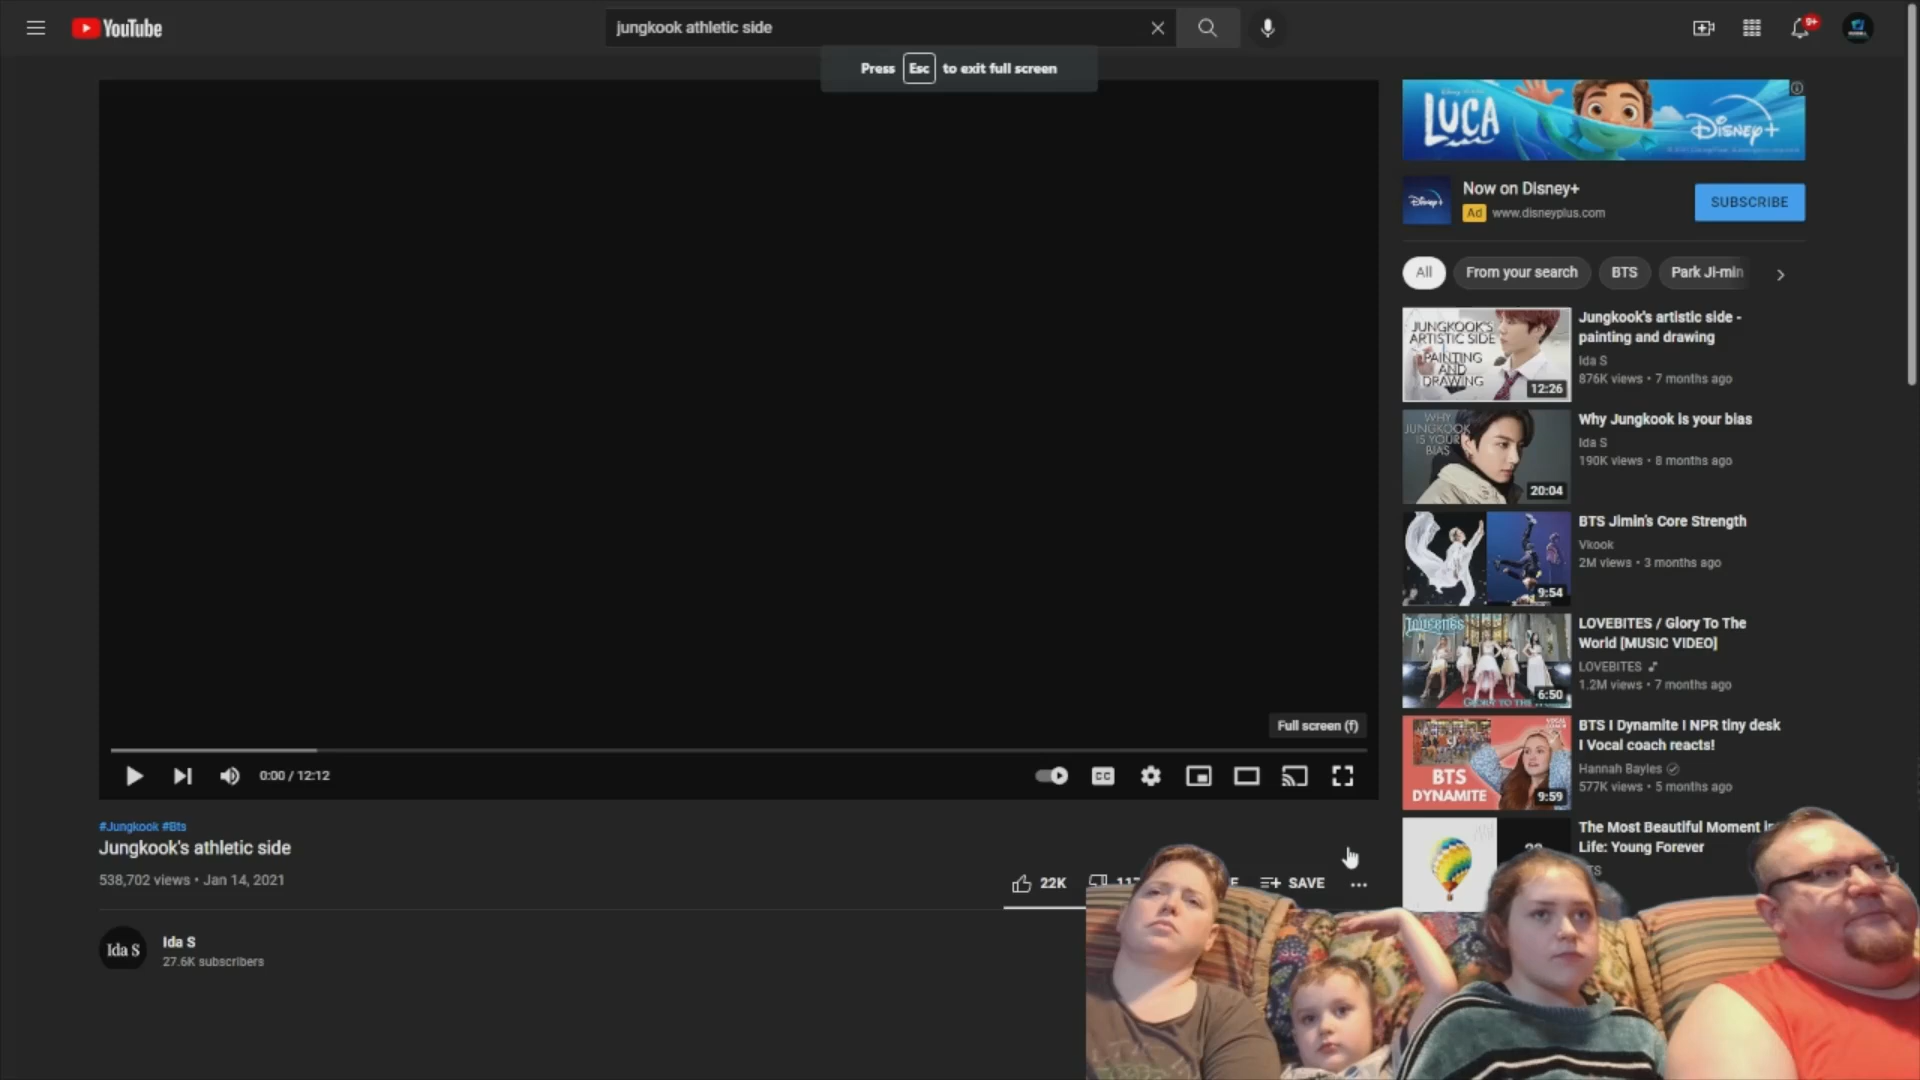 YouTube
jungkook athletic side
9+
Press Esc to exit full screen
LUCA
Disney+
Now on Disney+
Ad www.disneyplus.com
SUBSCRIBE
All
From your search
BTS
Park Ji-min
JUNGKOOK'S
ARTISTIC SIDE
PAINTING
AND
DRAWING
12:26
Jungkook's artistic side -
painting and drawing
Ida S
876K views • 7 months ago
WHY
JUNGKOOK
IS YOUR
BIAS
20:04
Why Jungkook is your bias
Ida S
190K views • 8 months ago
9:54
BTS Jimin's Core Strength
Vkook
2M views • 3 months ago
LOVEBITES
6:50
LOVEBITES / Glory To The
World [MUSIC VIDEO]
LOVEBITES
1.2M views • 7 months ago
VOCAL
COACH
BTS
DYNAMITE
9:59
BTS I Dynamite I NPR tiny desk
I Vocal coach reacts!
Hannah Bayles
577K views • 5 months ago
The Most Beautiful Moment in
Life: Young Forever
Full screen (f)
0:00 / 12:12
CC
#Jungkook #Bts
Jungkook's athletic side
538,702 views • Jan 14, 2021
22K
SAVE
Ida S
Ida S
27.6K subscribers